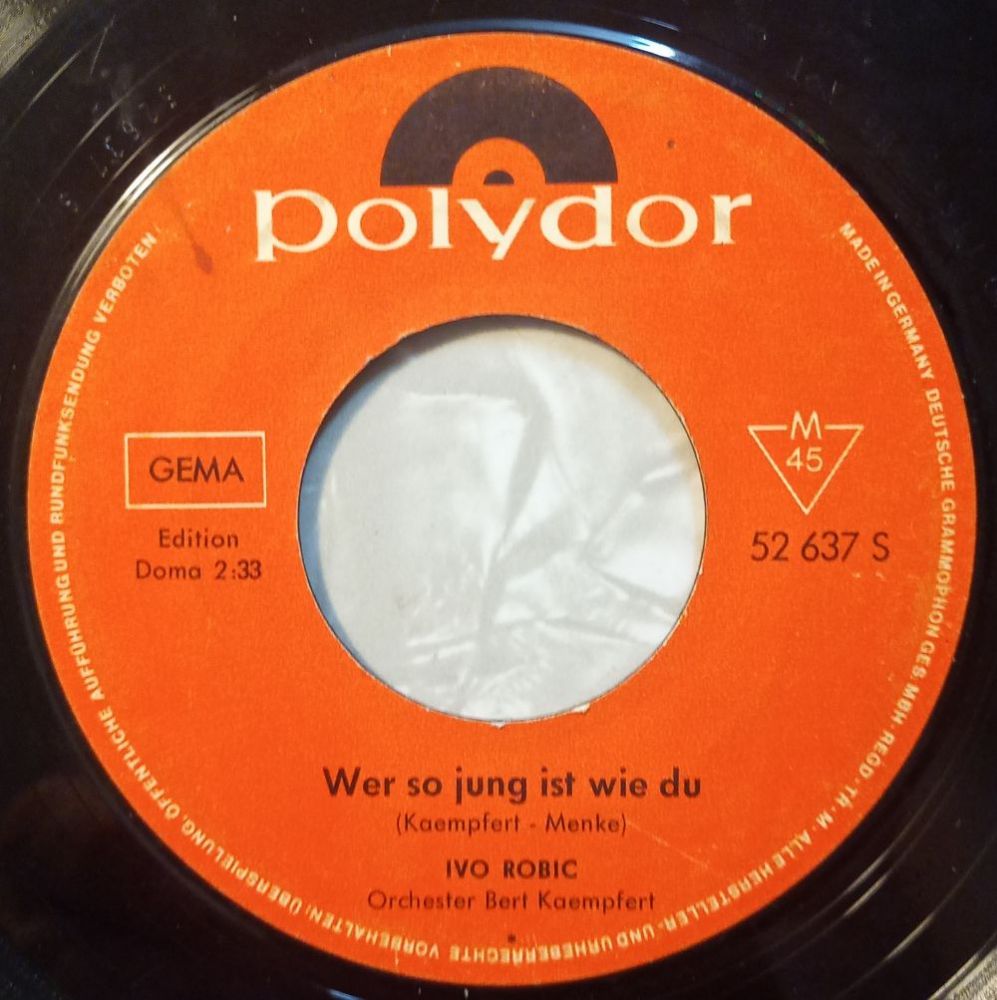 polydor
MADE IN GERMANY DEUTSCHE GRAMMOPHON GES. MBH · REGD · TR · M · ALLE HERSTELLER- UND URHEBERRECHTE VORBEHALTEN. ÜBERSPIELUNG, ÖFFENTLICHE AUFFÜHRUNG UND RUNDFUNKSENDUNG VERBOTEN
GEMA
Edition
Doma 2:33
M
45
52 637 S
Wer so jung ist wie du
(Kaempfert - Menke)
IVO ROBIC
Orchester Bert Kaempfert